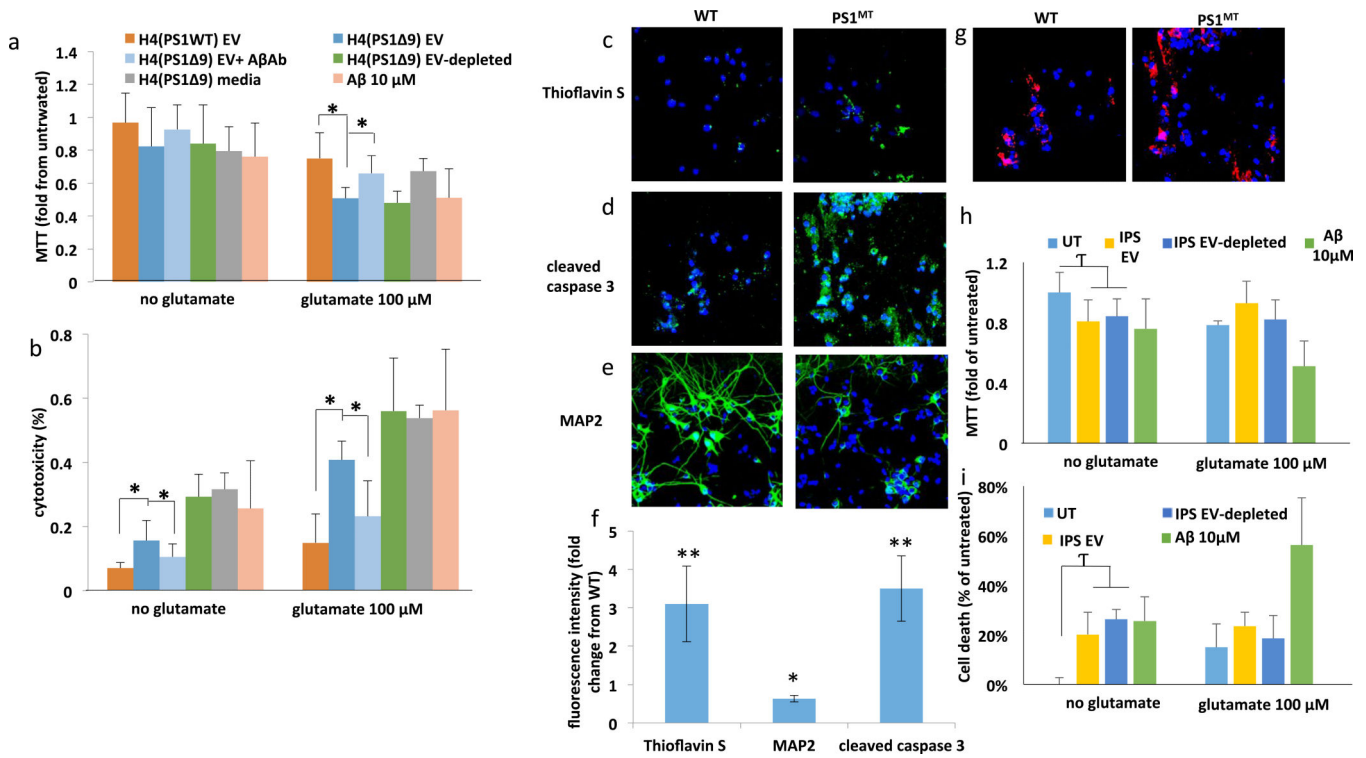 a
H4(PS1WT) EV
H4(PS1Δ9) EV
H4(PS1Δ9) EV+ AβAb
H4(PS1Δ9) EV-depleted
H4(PS1Δ9) media
Aβ 10 µM
MTT (fold from untrwated)
1.4
1.2
1
0.8
0.6
0.4
0.2
0
*
*
no glutamate
glutamate 100 µM
b
cytotoxicity (%)
0.8
0.6
0.4
0.2
0
*
*
*
*
no glutamate
glutamate 100 µM
WT
PS1MT
c
Thioflavin S
d
cleaved
caspase 3
e
MAP2
f
fluorescence intensity (fold
change from WT)
5
4
3
2
1
0
**
*
**
Thioflavin S
MAP2
cleaved caspase 3
WT
PS1MT
g
h
UT
IPS
EV
IPS EV-depleted
Aβ
10µM
MTT (fold of untreated)
1.2
0.8
0.4
0
T
no glutamate
glutamate 100 µM
i.
Cell death (% of untreated)
80%
60%
40%
20%
0%
UT
IPS EV-depleted
IPS EV
Aβ 10µM
T
no glutamate
glutamate 100 µM